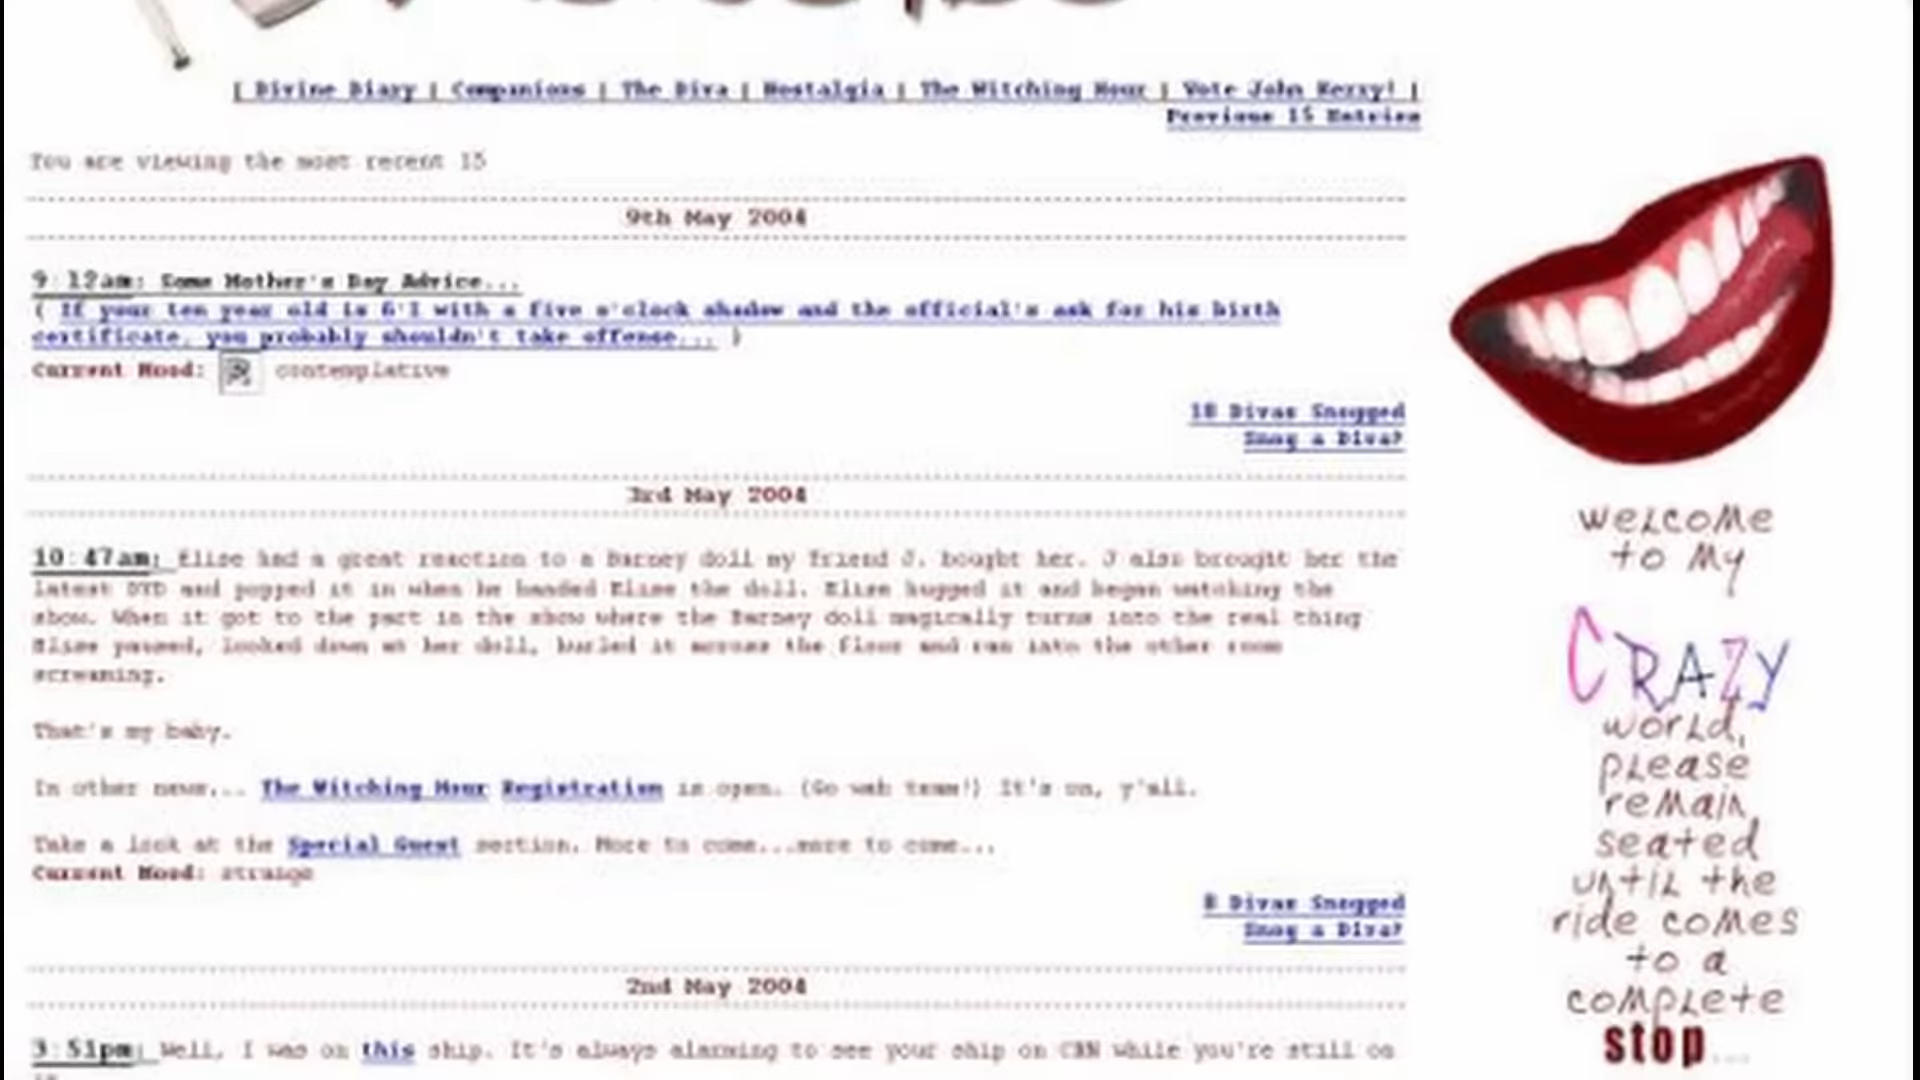 [ Divine Diary | Companions | The Diva | Nostalgia | The Witching Hour | Vote John Kerry! |
Previous 15 Entries
You are viewing the most recent 15
9th May 2004
9:12am: Some Mother's Day Advice...
( If your ten year old is 6'1 with a five o'clock shadow and the official's ask for his birth
certificate, you probably shouldn't take offense... )
Current Mood: contemplative
18 Divas Snogged
Snog a Diva?
3rd May 2004
10:47am: Elise had a great reaction to a Barney doll my friend J. bought her. J also brought her the
latest DVD and popped it in when he handed Elise the doll. Elise hugged it and began watching the
show. When it got to the part in the show where the Barney doll magically turns into the real thing
Elise paused, looked down at her doll, hurled it across the floor and ran into the other room
screaming.
That's my baby.
In other news... The Witching Hour Registration is open. (Go web team!) It's on, y'all.
Take a look at the Special Guest section. More to come...more to come...
Current Mood: strange
8 Divas Snogged
Snog a Diva?
2nd May 2004
3:51pm: Well, I was on this ship. It's always alarming to see your ship on CNN while you're still on
welcome
to my
CRAZY
world,
please
remain
seated
until the
ride comes
to a
complete
stop...